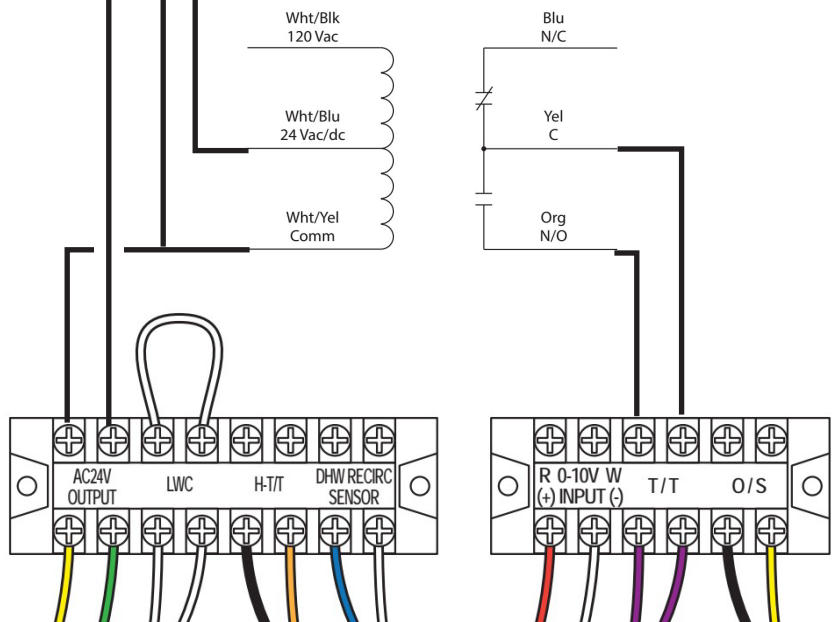 Wht/Blk
120 Vac
Blu
N/C
Wht/Blu
24 Vac/dc
Yel
C
Wht/Yel
Comm
Org
N/O
AC24V
OUTPUT
LWC
H-T/T
DHW RECIRC
SENSOR
R 0-10V W
(+) INPUT (-)
T/T
O/S